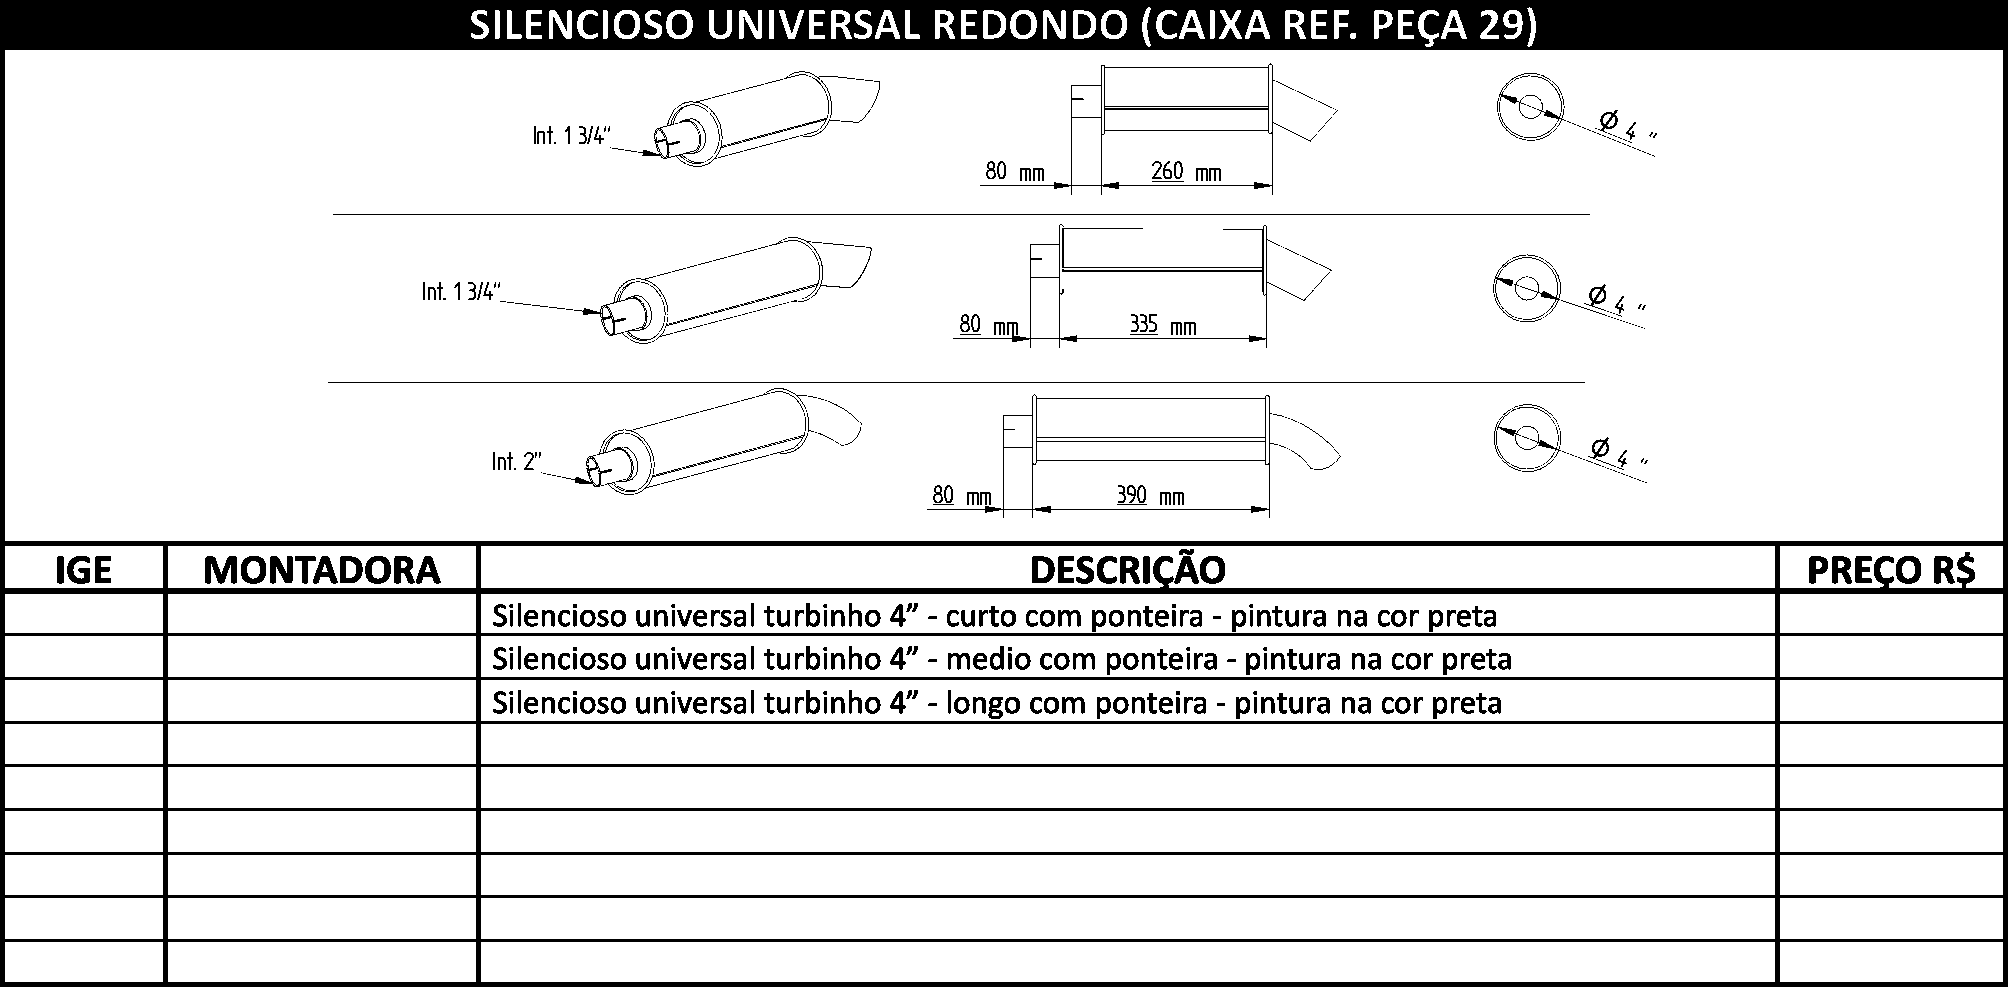 SILENCIOSO UNIVERSAL REDONDO (CAIXA REF. PEÇA 29)
Int. 1 3/4"
80 mm 260 mm
Ø 4 "
Int. 1 3/4"
80 mm 335 mm
Ø 4 "
Int. 2"
80 mm 390 mm
Ø 4 "
IGE MONTADORA DESCRIÇÃO PREÇO R$
Silencioso universal turbinho 4” - curto com ponteira - pintura na cor preta
Silencioso universal turbinho 4” - medio com ponteira - pintura na cor preta
Silencioso universal turbinho 4” - longo com ponteira - pintura na cor preta